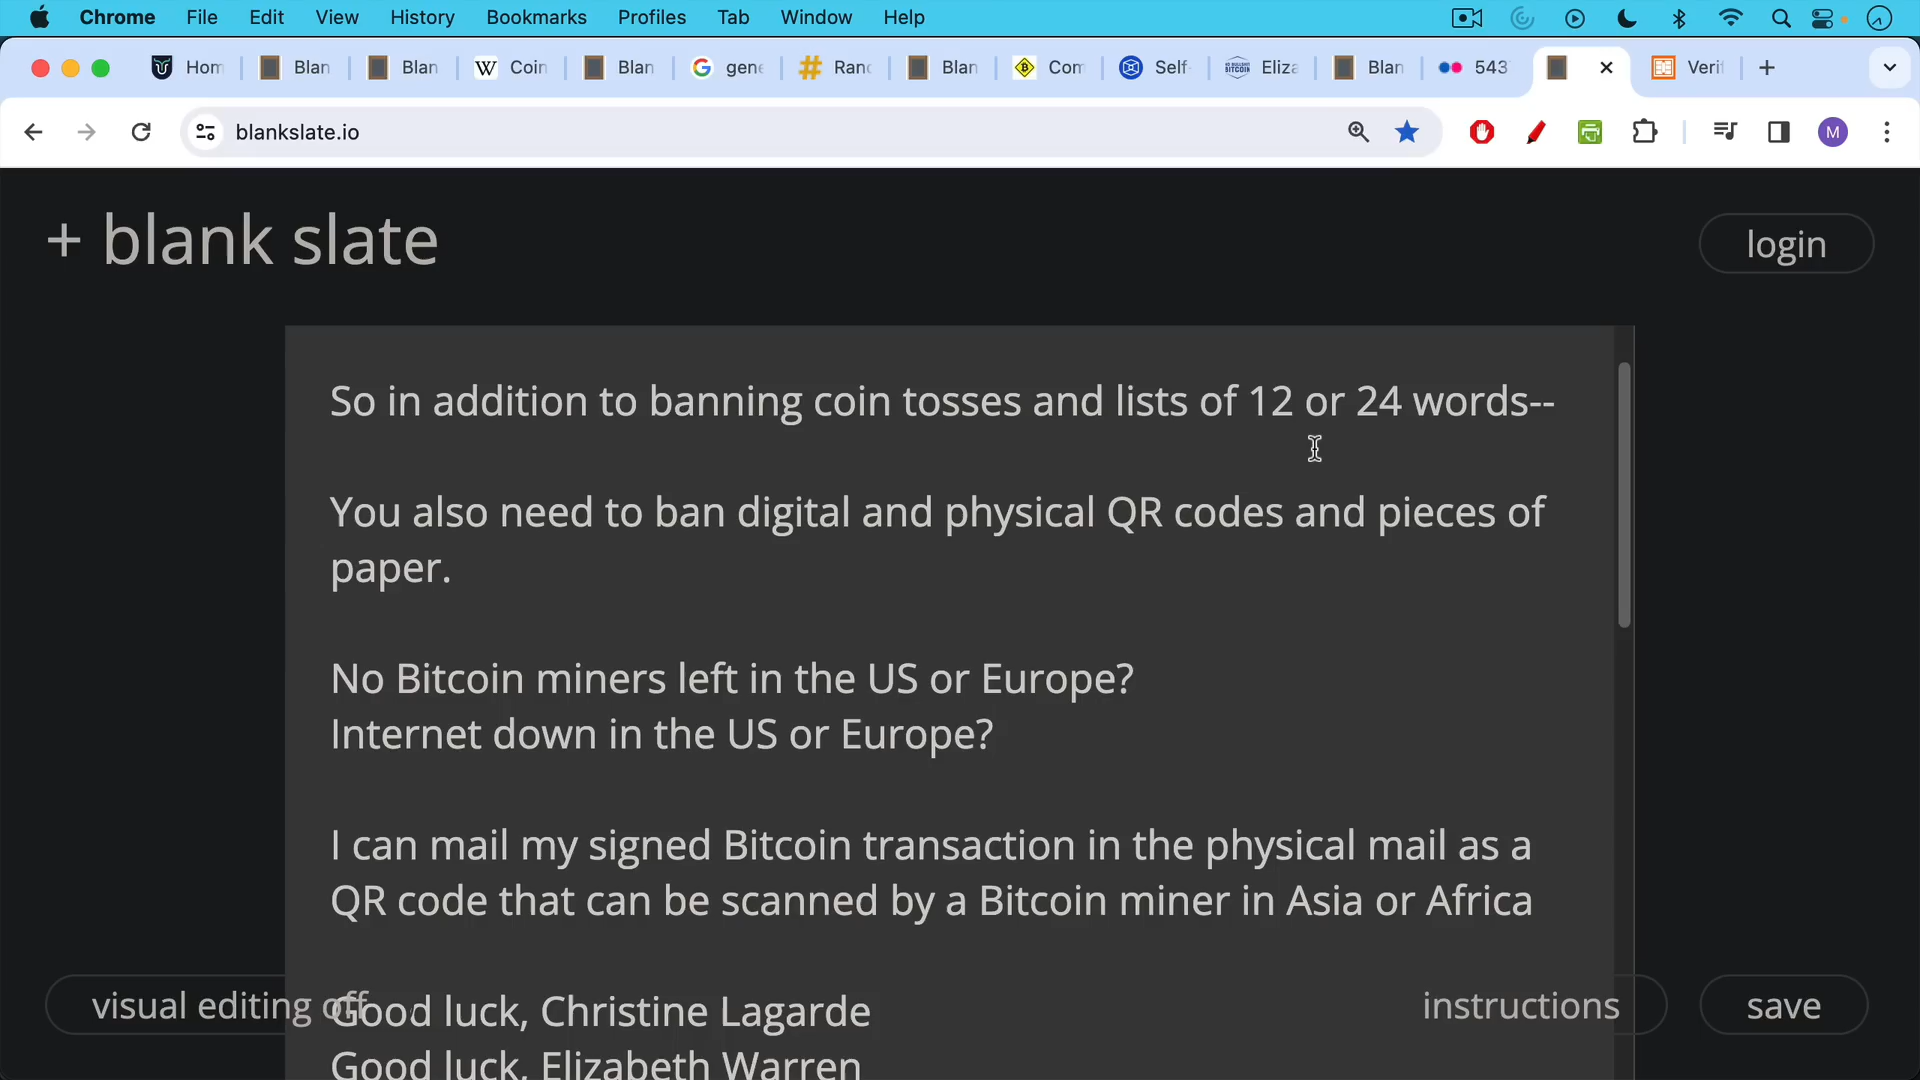 Chrome File Edit View History Bookmarks Profiles Tab Window Help
Hom Blan Blan W Coin Blan G gene Ranc Blan Com Self- Eliza Blan 543 Verif
blankslate.io
M
+ blank slate
login
So in addition to banning coin tosses and lists of 12 or 24 words--
You also need to ban digital and physical QR codes and pieces of
paper.
No Bitcoin miners left in the US or Europe?
Internet down in the US or Europe?
I can mail my signed Bitcoin transaction in the physical mail as a
QR code that can be scanned by a Bitcoin miner in Asia or Africa
visual editing off
Good luck, Christine Lagarde
instructions
save
Good luck, Elizabeth Warren